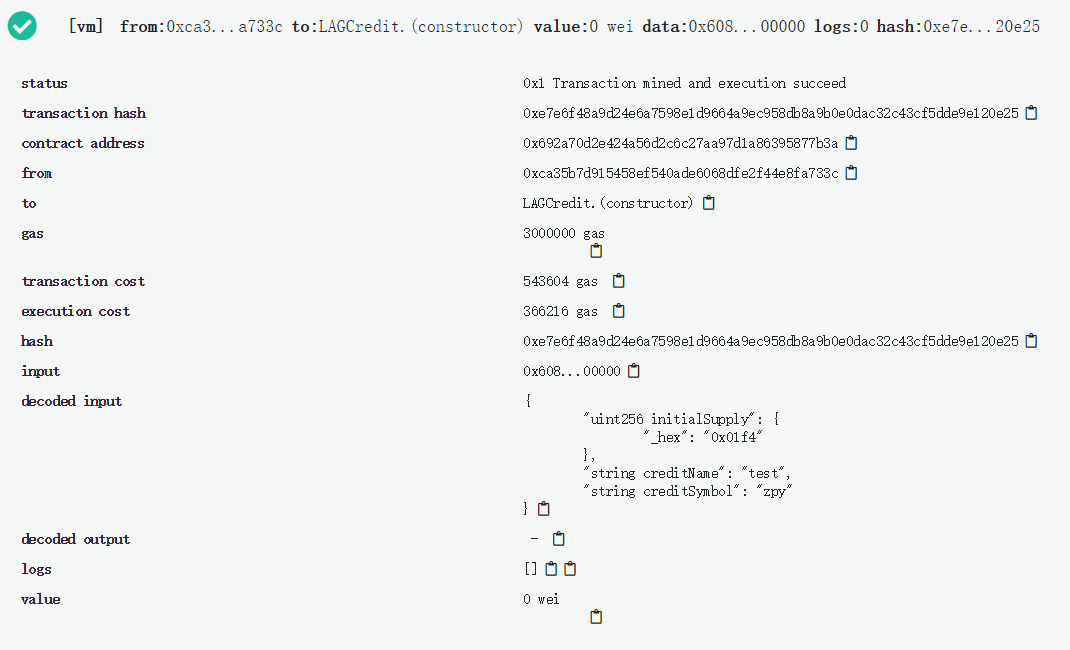 [vm] from:0xca3...a733c to:LAGCredit.(constructor) value:0 wei data:0x608...00000 logs:0 hash:0xe7e...20e25
status 0x1 Transaction mined and execution succeed
transaction hash 0xe7e6f48a9d24e6a7598e1d9664a9ec958db8a9b0e0dac32c43cf5dde9e120e25
contract address 0x692a70d2e424a56d2c6c27aa97d1a86395877b3a
from 0xca35b7d915458ef540ade6068dfe2f44e8fa733c
to LAGCredit.(constructor)
gas 3000000 gas
transaction cost 543604 gas
execution cost 366216 gas
hash 0xe7e6f48a9d24e6a7598e1d9664a9ec958db8a9b0e0dac32c43cf5dde9e120e25
input 0x608...00000
decoded input {
"uint256 initialSupply": {
"_hex": "0x01f4"
},
"string creditName": "test",
"string creditSymbol": "zpy"
}
decoded output -
logs []
value 0 wei